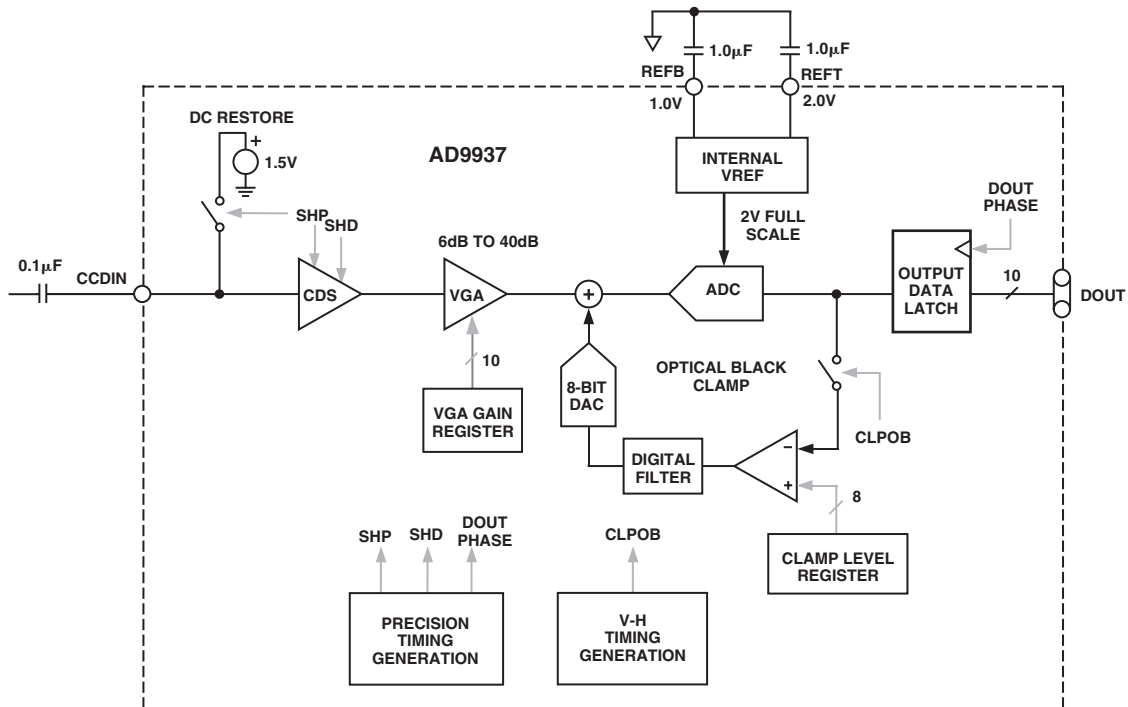 1.0μF
1.0μF
REFB
REFT
1.0V
2.0V
DC RESTORE
+
1.5V
AD9937
INTERNAL
VREF
SHP
SHD
2V FULL
SCALE
DOUT
PHASE
6dB TO 40dB
0.1μF
CCDIN
CDS
VGA
+
ADC
OUTPUT
DATA
LATCH
10
DOUT
10
8-BIT
DAC
OPTICAL BLACK
CLAMP
VGA GAIN
REGISTER
CLPOB
DIGITAL
FILTER
–
+
8
SHP
SHD
DOUT
PHASE
CLPOB
CLAMP LEVEL
REGISTER
PRECISION
TIMING
GENERATION
V-H
TIMING
GENERATION